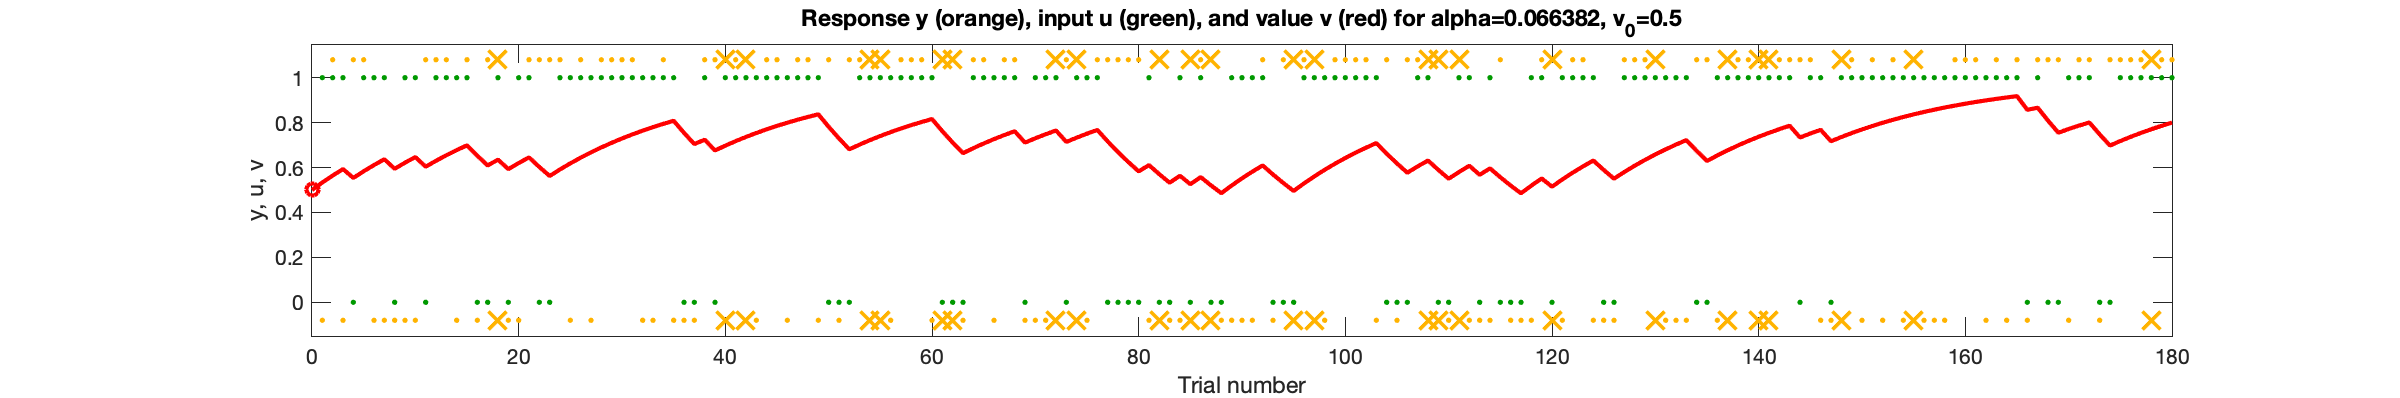 Response y (orange), input u (green), and value v (red) for alpha=0.066382, v_0=0.5
y, u, v
1
0.8
0.6
0.4
0.2
0
0 20 40 60 80 100 120 140 160 180
Trial number